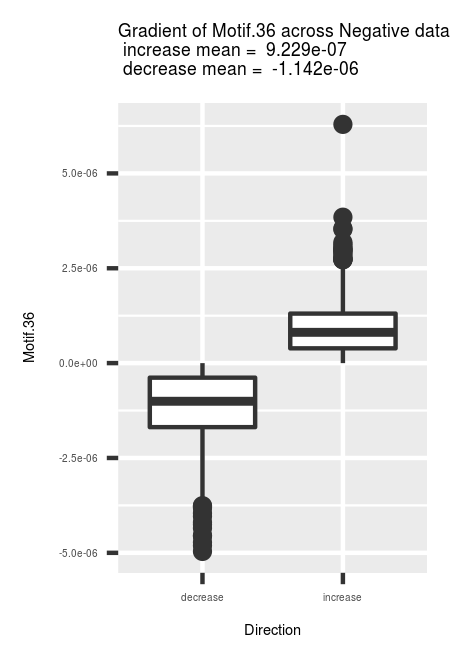 Gradient of Motif.36 across Negative data
increase mean =  9.229e-07
decrease mean =  -1.142e-06
5.0e-06
2.5e-06
0.0e+00
-2.5e-06
-5.0e-06
Motif.36
decrease
increase
Direction